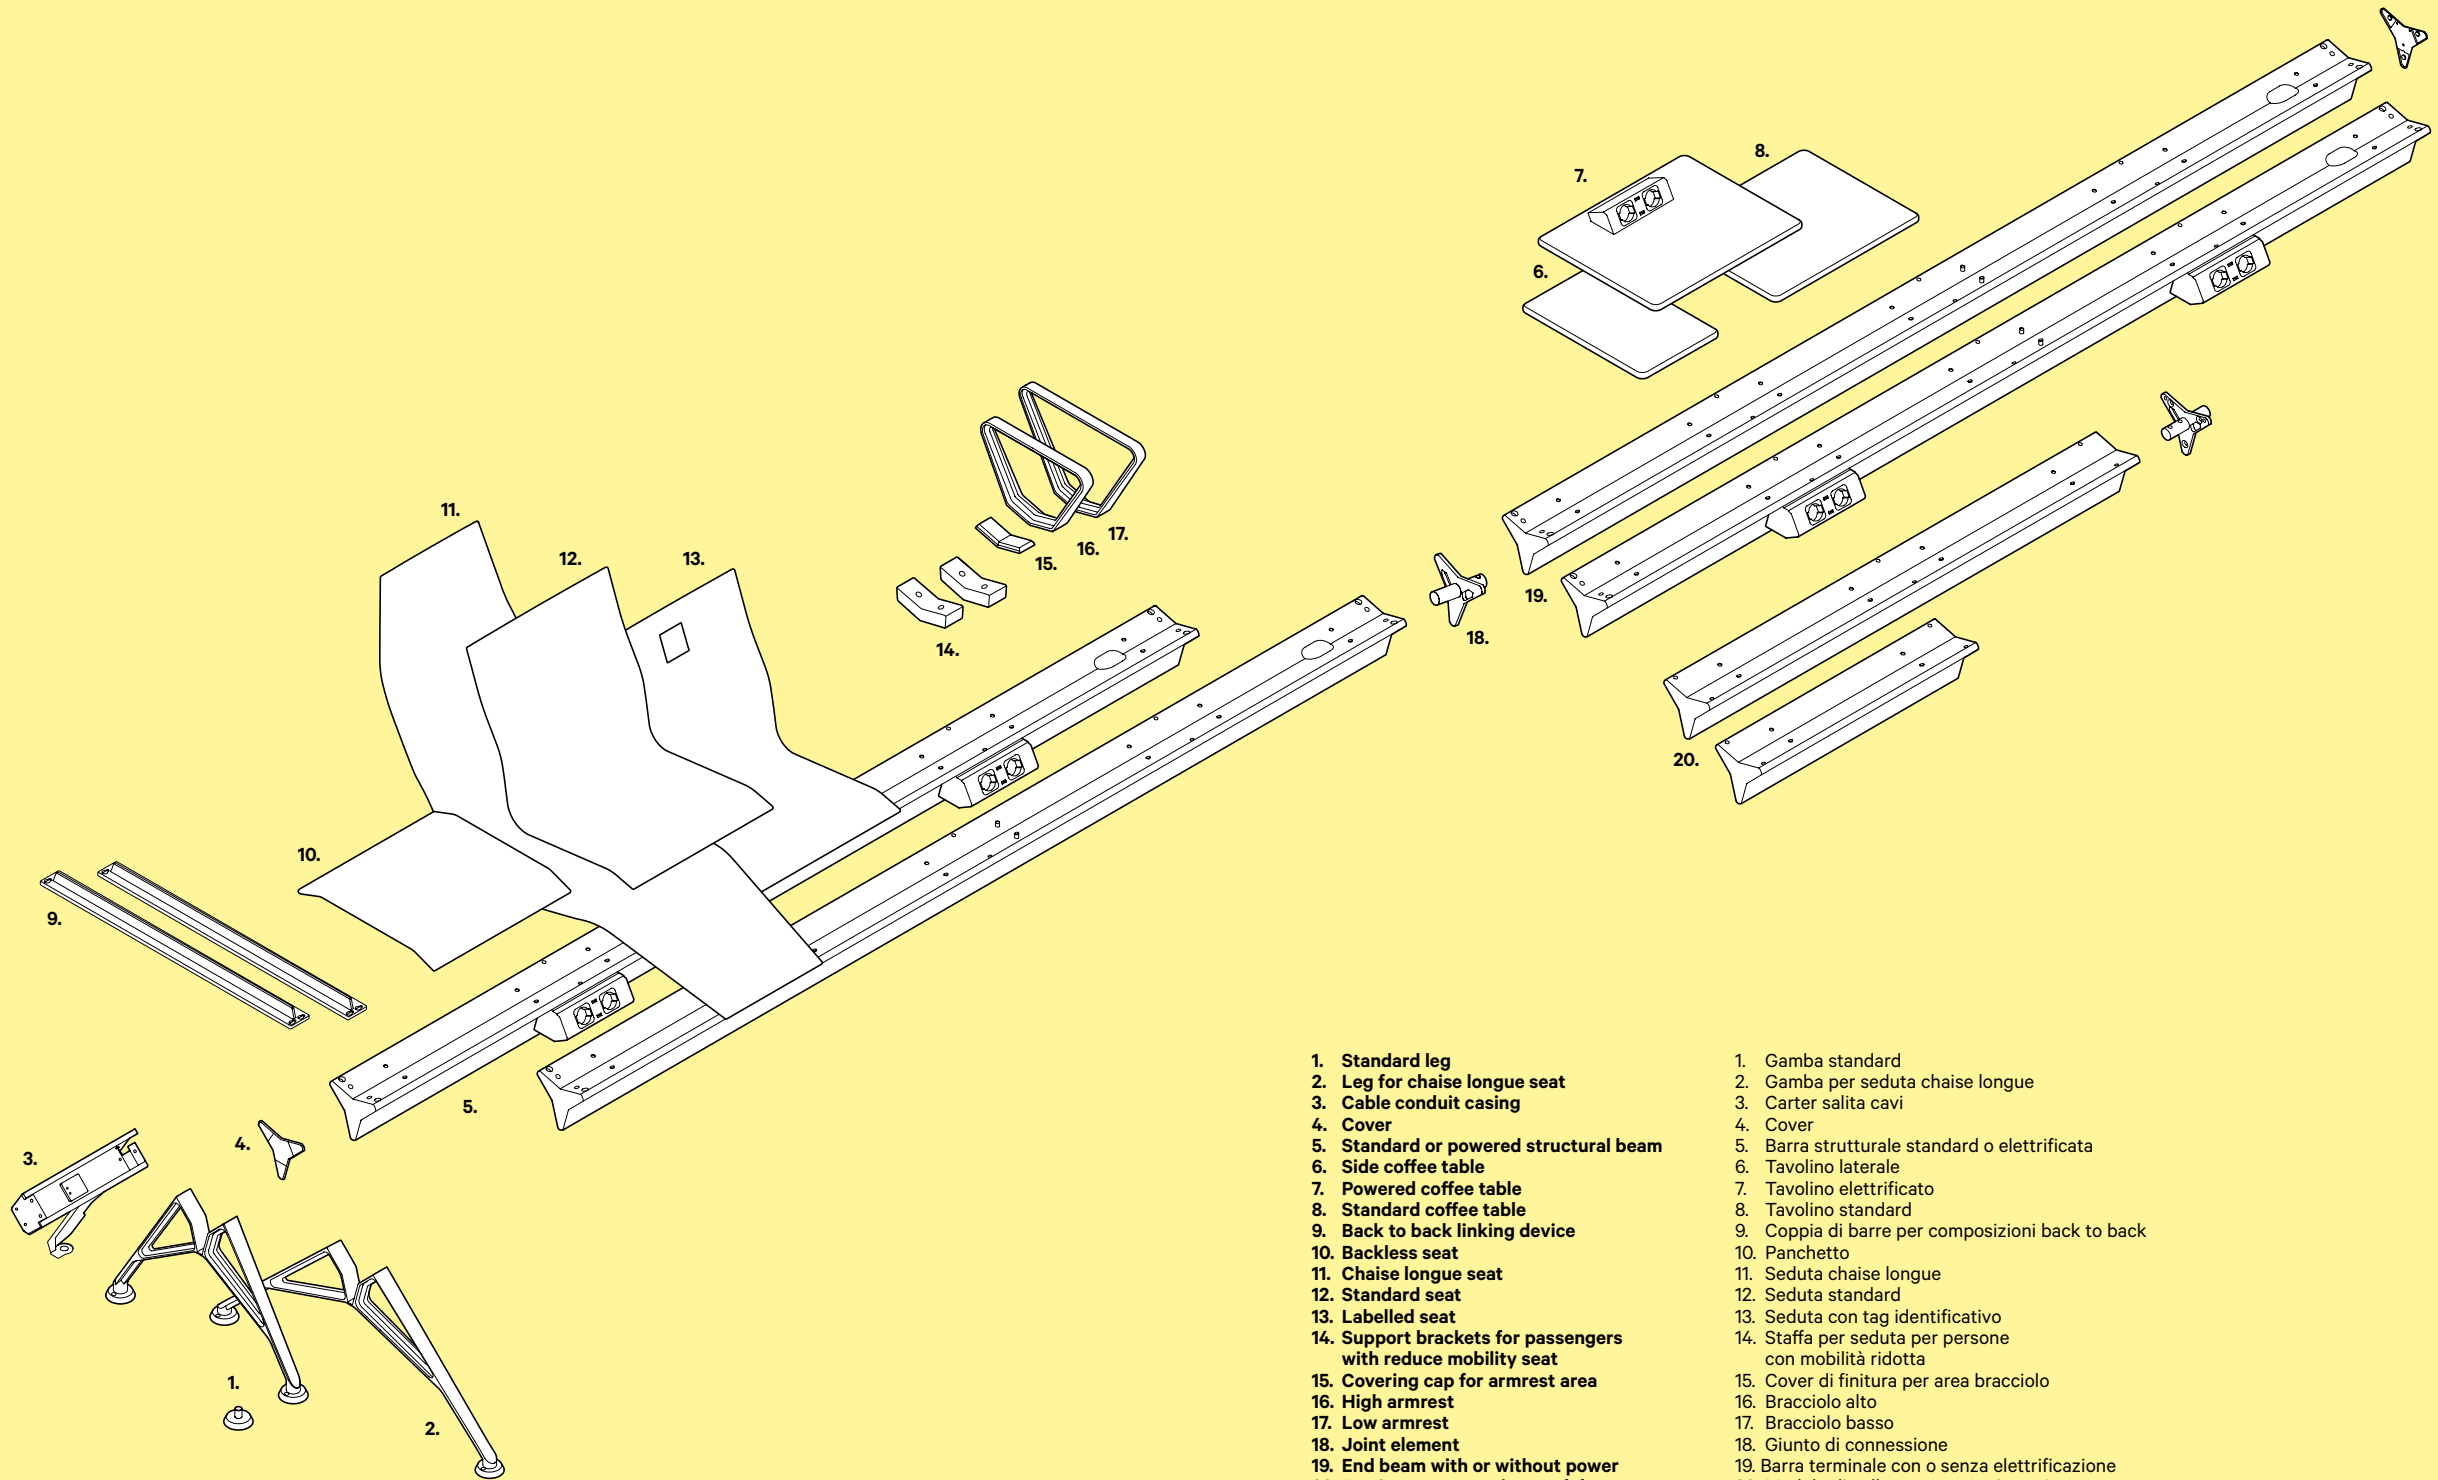 8.
7.
6.
11.
12.
13.
17.
16.
15.
14.
18.
19.
20.
10.
9.
5.
4.
3.
1.
2.
1. Standard leg
2. Leg for chaise longue seat
3. Cable conduit casing
4. Cover
5. Standard or powered structural beam
6. Side coffee table
7. Powered coffee table
8. Standard coffee table
9. Back to back linking device
10. Backless seat
11. Chaise longue seat
12. Standard seat
13. Labelled seat
14. Support brackets for passengers
with reduce mobility seat
15. Covering cap for armrest area
16. High armrest
17. Low armrest
18. Joint element
19. End beam with or without power
1. Gamba standard
2. Gamba per seduta chaise longue
3. Carter salita cavi
4. Cover
5. Barra strutturale standard o elettrificata
6. Tavolino laterale
7. Tavolino elettrificato
8. Tavolino standard
9. Coppia di barre per composizioni back to back
10. Panchetto
11. Seduta chaise longue
12. Seduta standard
13. Seduta con tag identificativo
14. Staffa per seduta per persone
con mobilità ridotta
15. Cover di finitura per area bracciolo
16. Bracciolo alto
17. Bracciolo basso
18. Giunto di connessione
19. Barra terminale con o senza elettrificazione